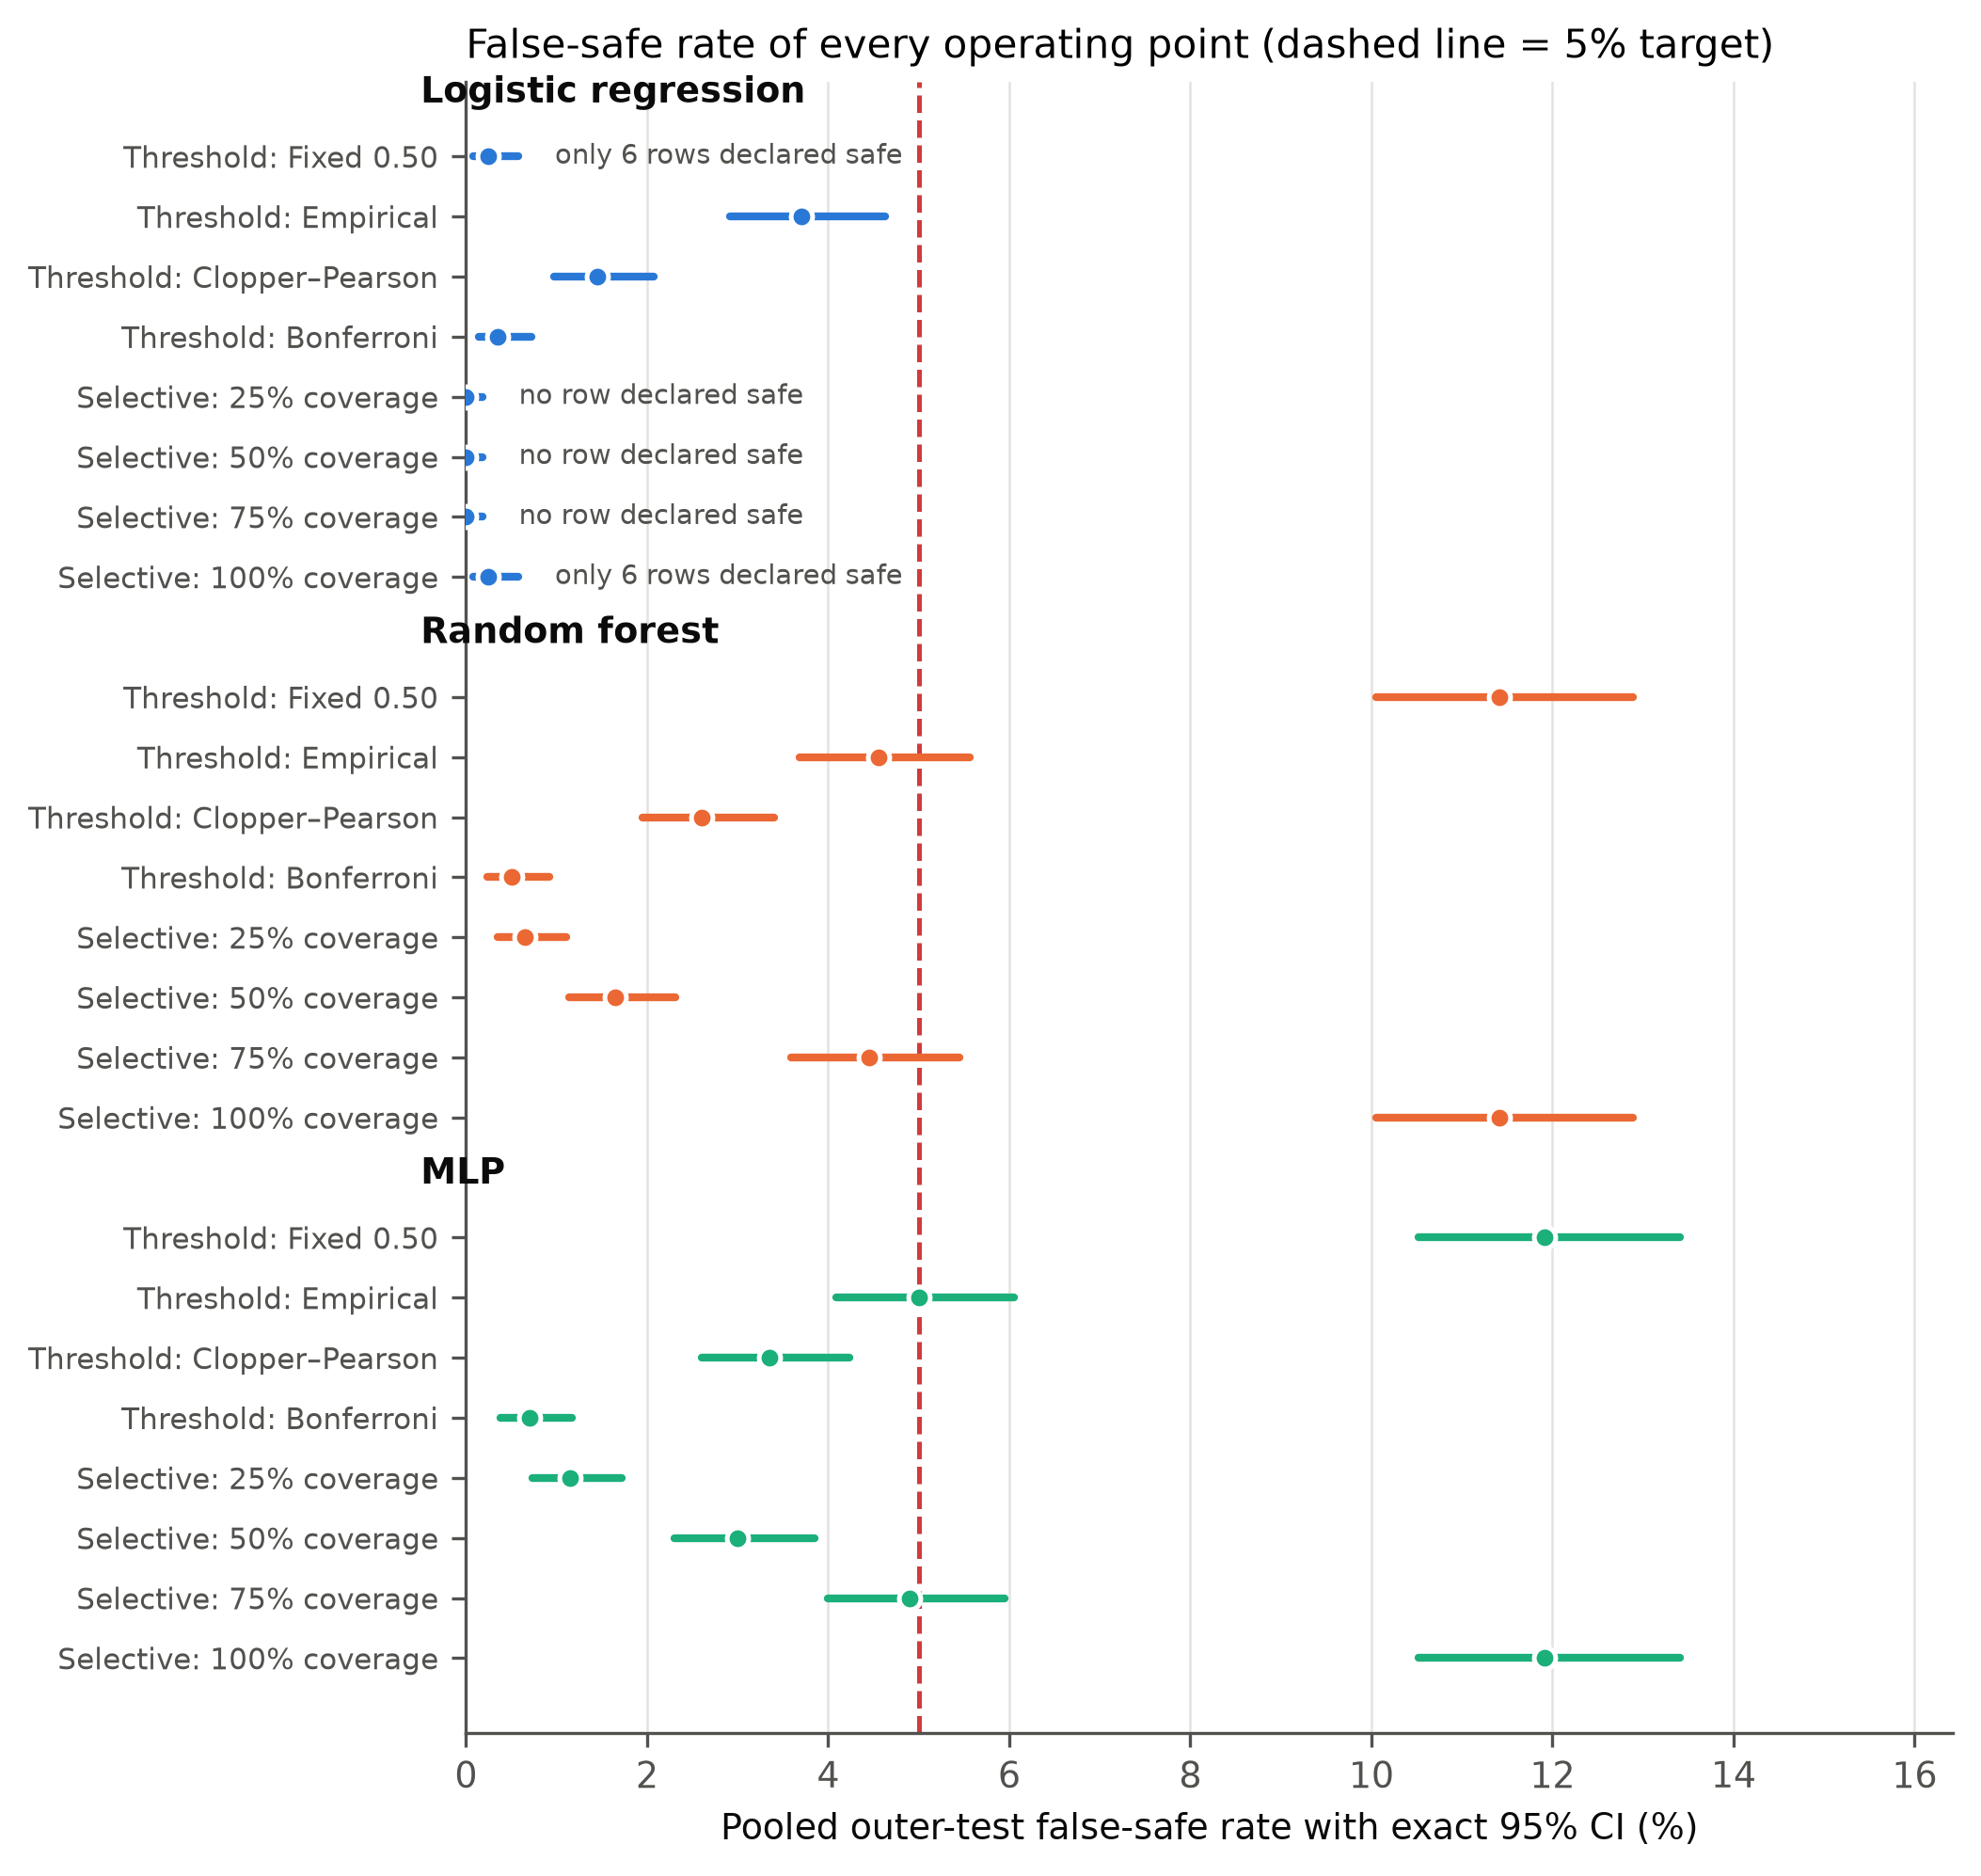 False-safe rate of every operating point (dashed line = 5% target)
Logistic regression
Threshold: Fixed 0.50 only 6 rows declared safe
Threshold: Empirical
Threshold: Clopper–Pearson
Threshold: Bonferroni
Selective: 25% coverage no row declared safe
Selective: 50% coverage no row declared safe
Selective: 75% coverage no row declared safe
Selective: 100% coverage only 6 rows declared safe
Random forest
Threshold: Fixed 0.50
Threshold: Empirical
Threshold: Clopper–Pearson
Threshold: Bonferroni
Selective: 25% coverage
Selective: 50% coverage
Selective: 75% coverage
Selective: 100% coverage
MLP
Threshold: Fixed 0.50
Threshold: Empirical
Threshold: Clopper–Pearson
Threshold: Bonferroni
Selective: 25% coverage
Selective: 50% coverage
Selective: 75% coverage
Selective: 100% coverage
0 2 4 6 8 10 12 14 16
Pooled outer-test false-safe rate with exact 95% CI (%)